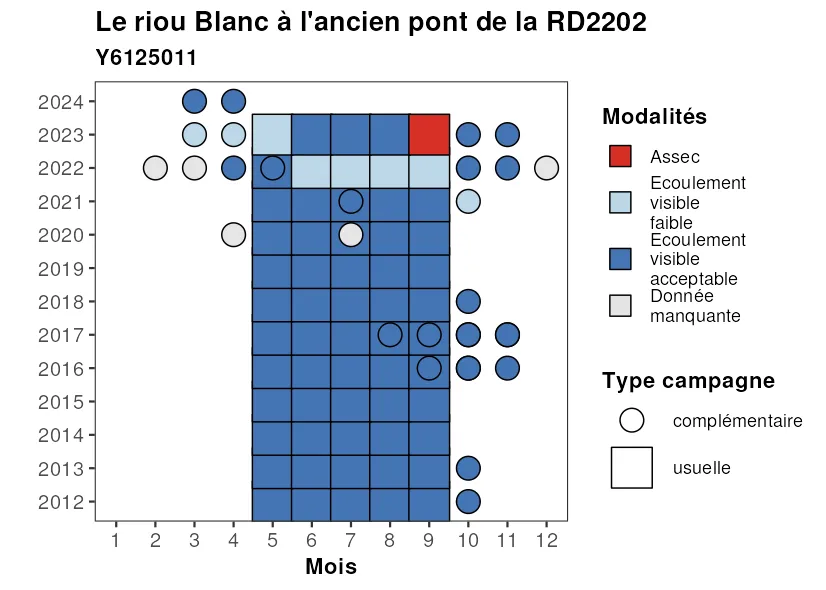 Le riou Blanc à l'ancien pont de la RD2202
Y6125011
2024
2023
2022
2021
2020
2019
2018
2017
2016
2015
2014
2013
2012
1 2 3 4 5 6 7 8 9 10 11 12
Mois
Modalités
Assec
Ecoulement
visible
faible
Ecoulement
visible
acceptable
Donnée
manquante
Type campagne
complémentaire
usuelle